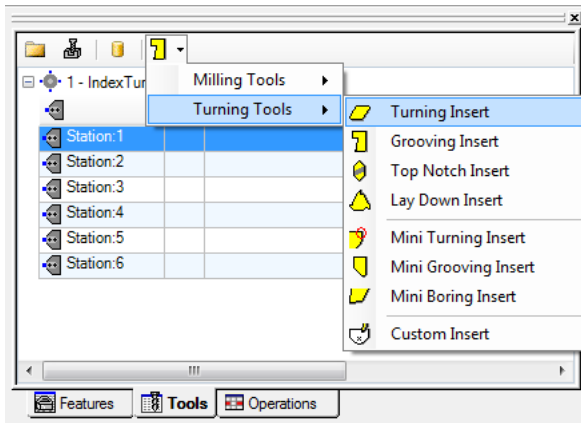 1 - IndexTur
Milling Tools
Turning Tools
Turning Insert
Grooving Insert
Top Notch Insert
Lay Down Insert
Mini Turning Insert
Mini Grooving Insert
Mini Boring Insert
Custom Insert
Station:1
Station:2
Station:3
Station:4
Station:5
Station:6
Features
Tools
Operations